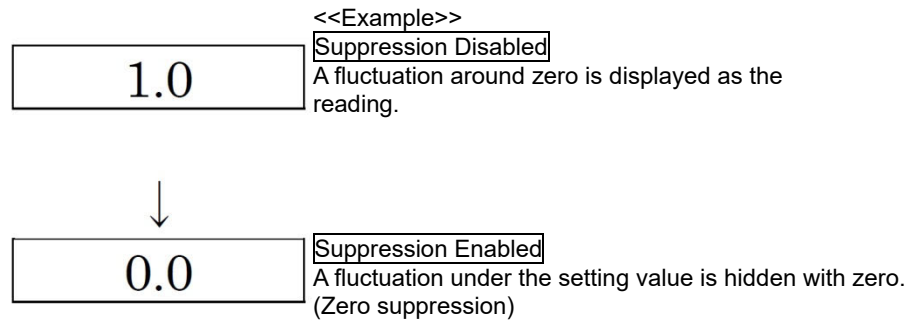 <<Example>>
Suppression Disabled
1.0
A fluctuation around zero is displayed as the
reading.
↓
Suppression Enabled
0.0
A fluctuation under the setting value is hidden with zero.
(Zero suppression)